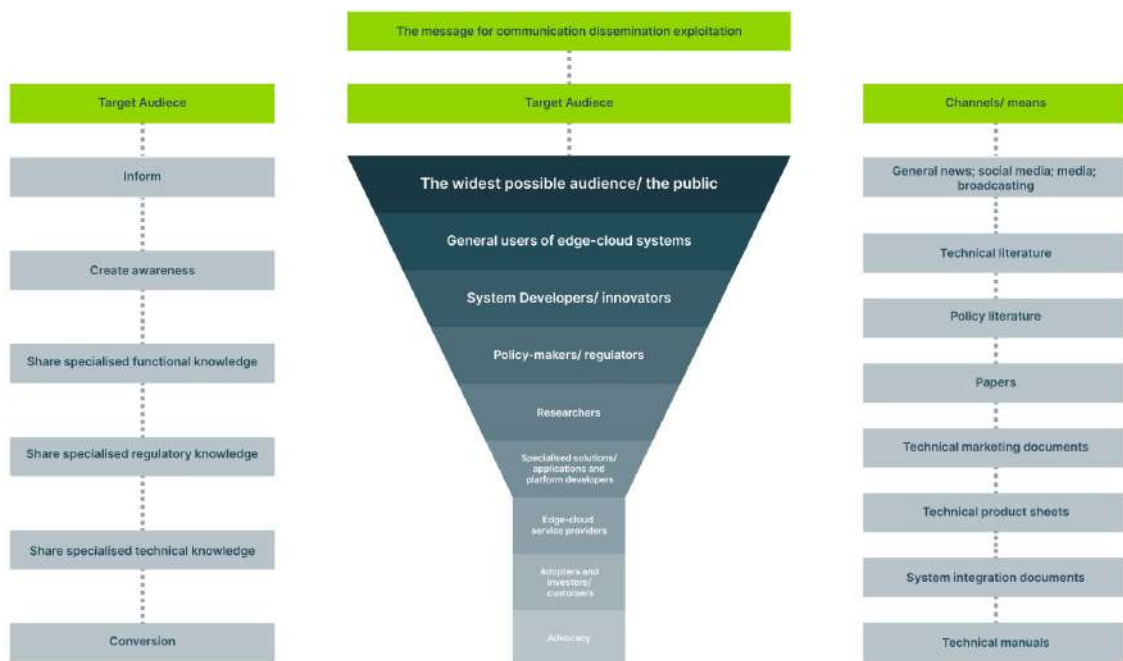 The message for communication dissemination exploitation
Target Audiece
Inform
Create awareness
Share specialised functional knowledge
Share specialised regulatory knowledge
Share specialised technical knowledge
Conversion
Target Audiece
The widest possible audience/ the public
General users of edge-cloud systems
System Developers/ innovators
Policy-makers/ regulators
Researchers
Specialised solutions/
applications and
platform developers
Edge-cloud
service providers
Adopters and
investors/
customers
Advocacy
Channels/ means
General news; social media; media;
broadcasting
Technical literature
Policy literature
Papers
Technical marketing documents
Technical product sheets
System integration documents
Technical manuals